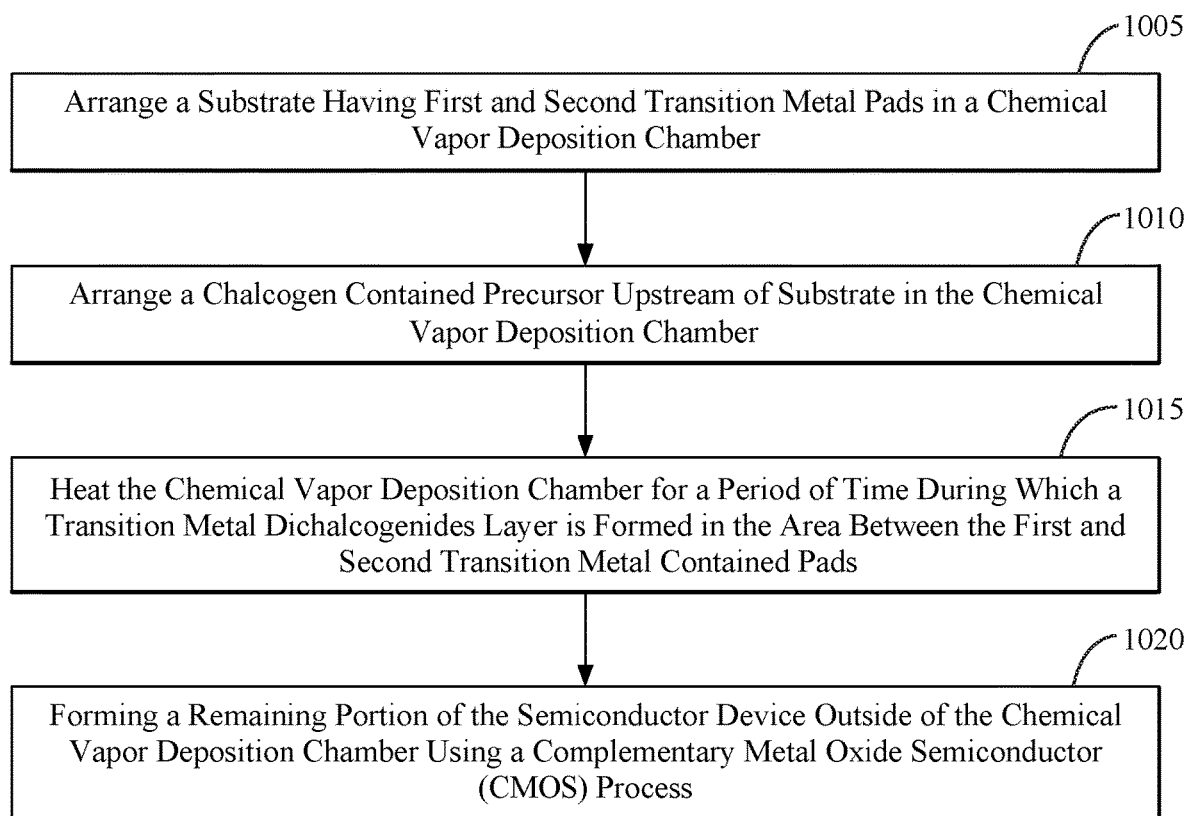 1005
Arrange a Substrate Having First and Second Transition Metal Pads in a Chemical
Vapor Deposition Chamber
1010
Arrange a Chalcogen Contained Precursor Upstream of Substrate in the Chemical
Vapor Deposition Chamber
1015
Heat the Chemical Vapor Deposition Chamber for a Period of Time During Which a
Transition Metal Dichalcogenides Layer is Formed in the Area Between the First and
Second Transition Metal Contained Pads
1020
Forming a Remaining Portion of the Semiconductor Device Outside of the Chemical
Vapor Deposition Chamber Using a Complementary Metal Oxide Semiconductor
(CMOS) Process